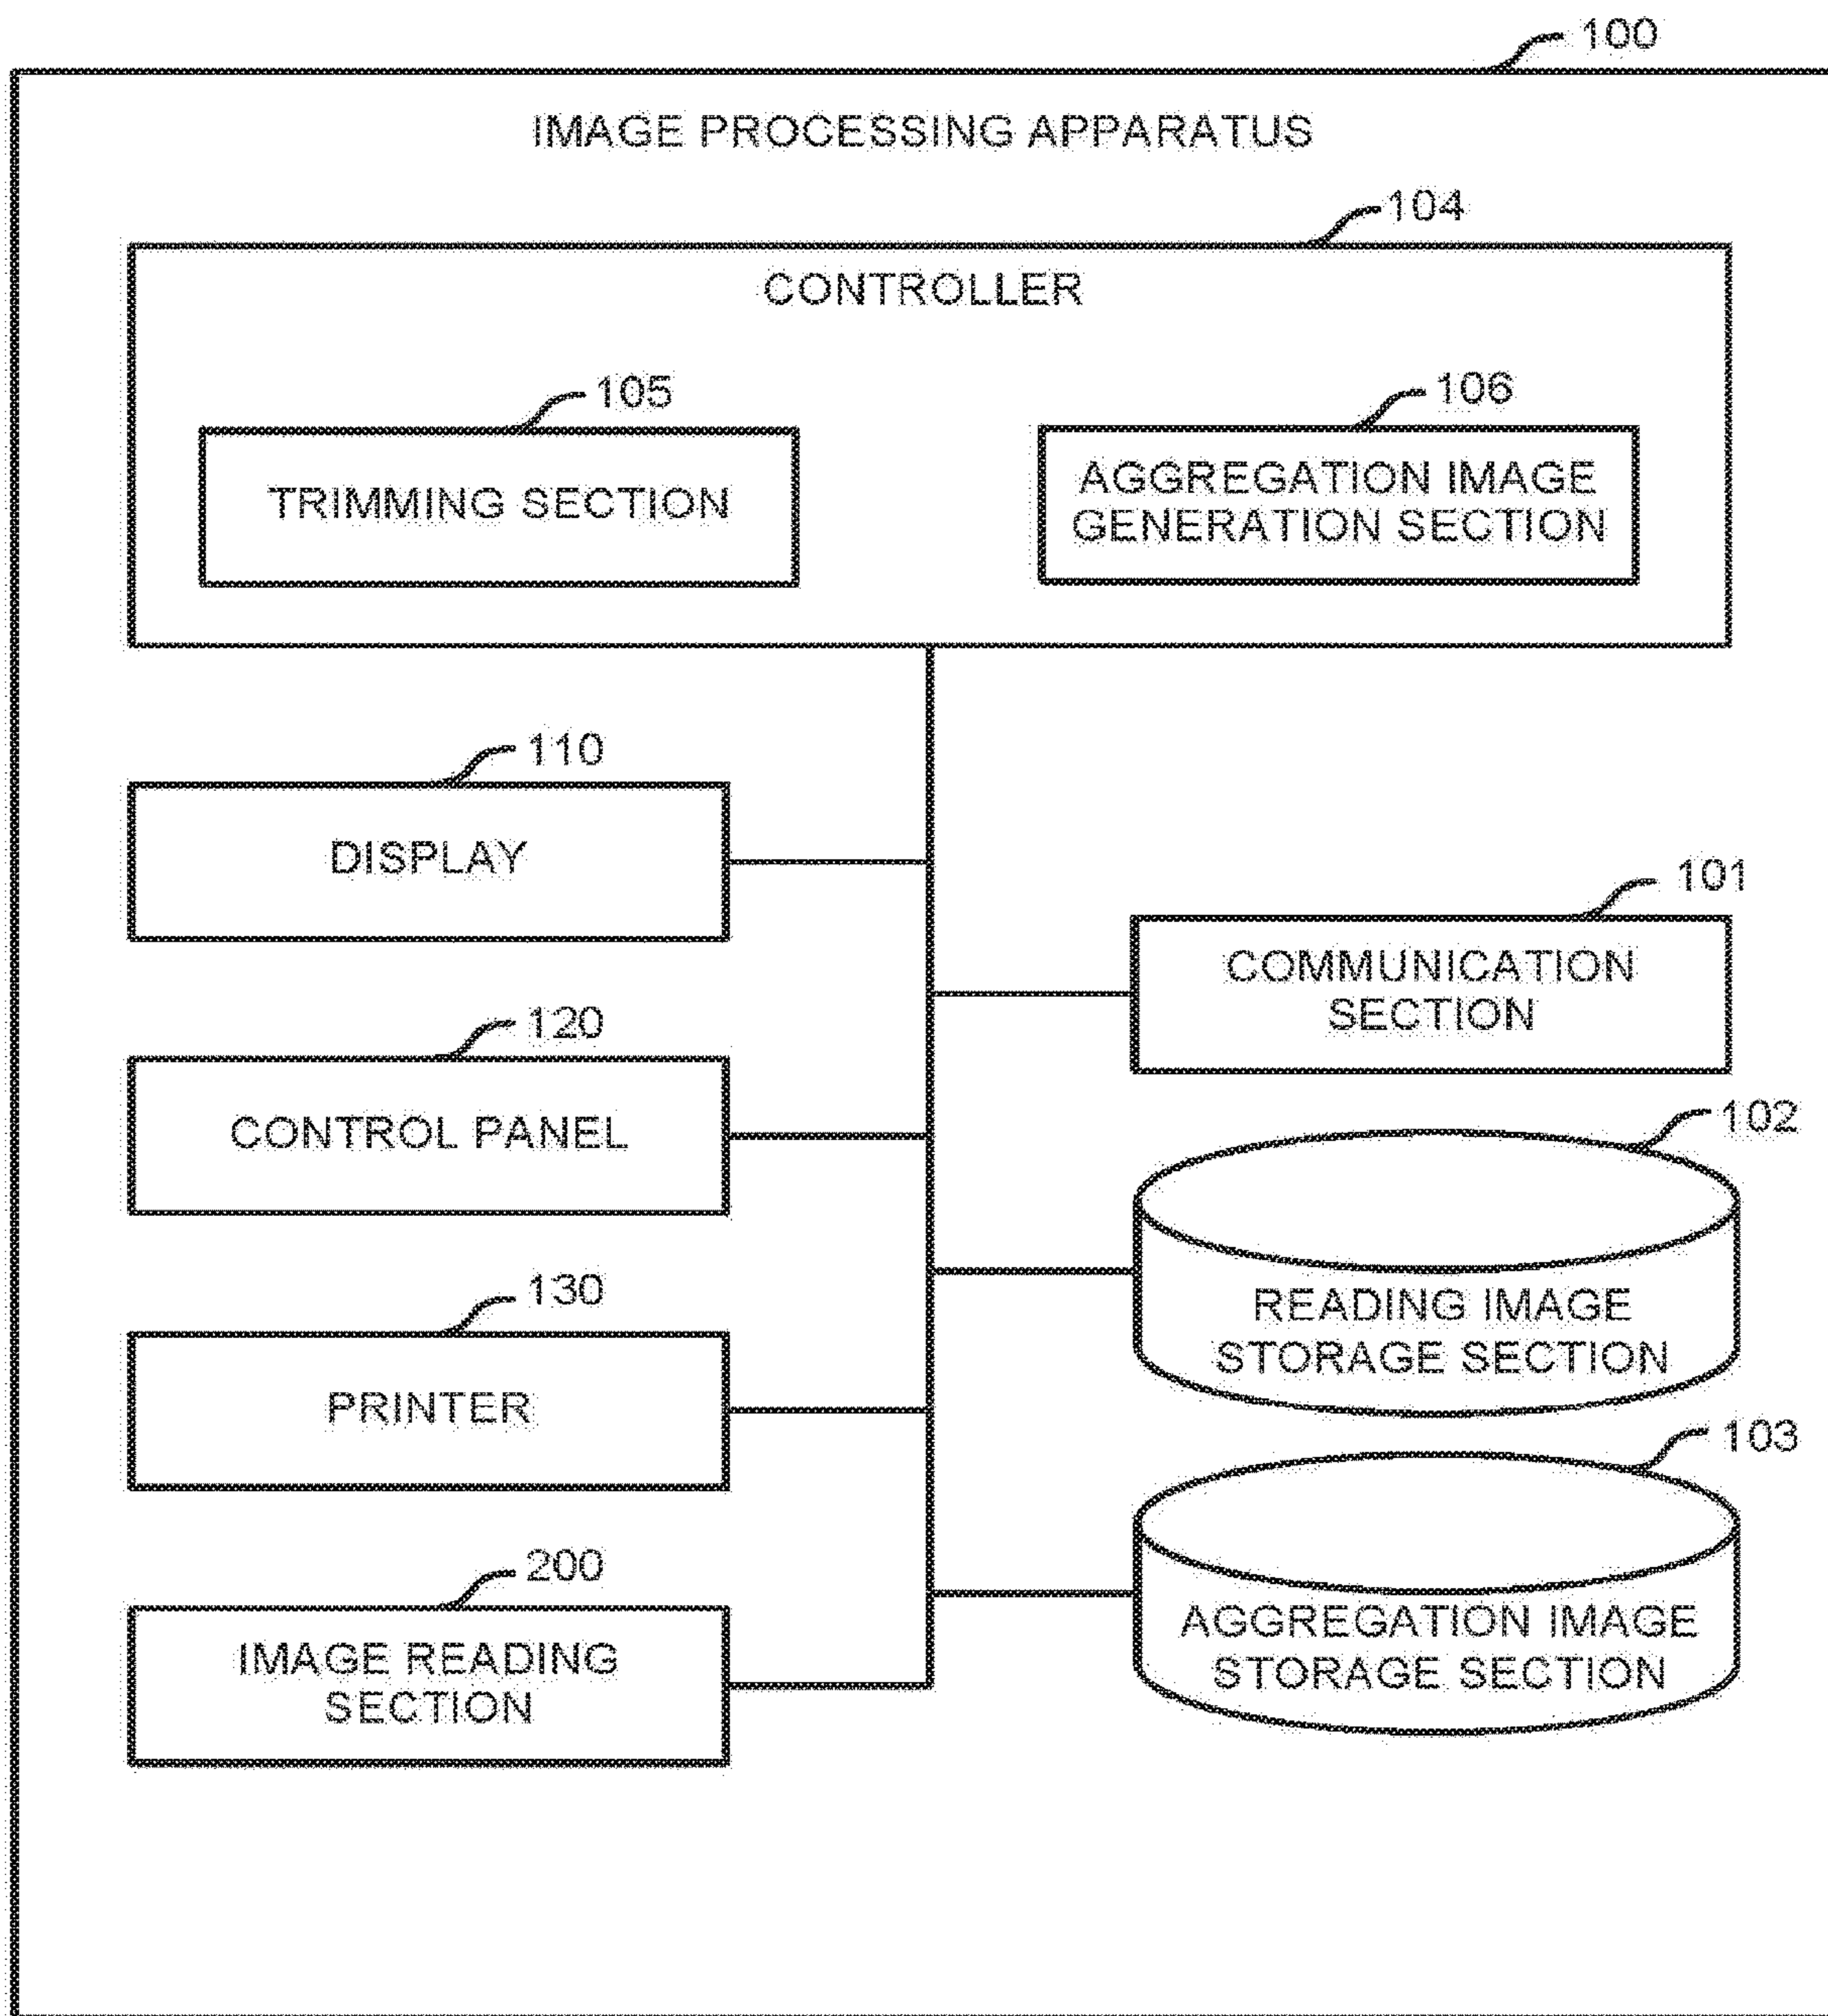 100
IMAGE PROCESSING APPARATUS
104
CONTROLLER
105
TRIMMING SECTION
106
AGGREGATION IMAGE
GENERATION SECTION
110
DISPLAY
101
COMMUNICATION
SECTION
120
CONTROL PANEL
102
READING IMAGE
STORAGE SECTION
130
PRINTER
103
AGGREGATION IMAGE
STORAGE SECTION
200
IMAGE READING
SECTION